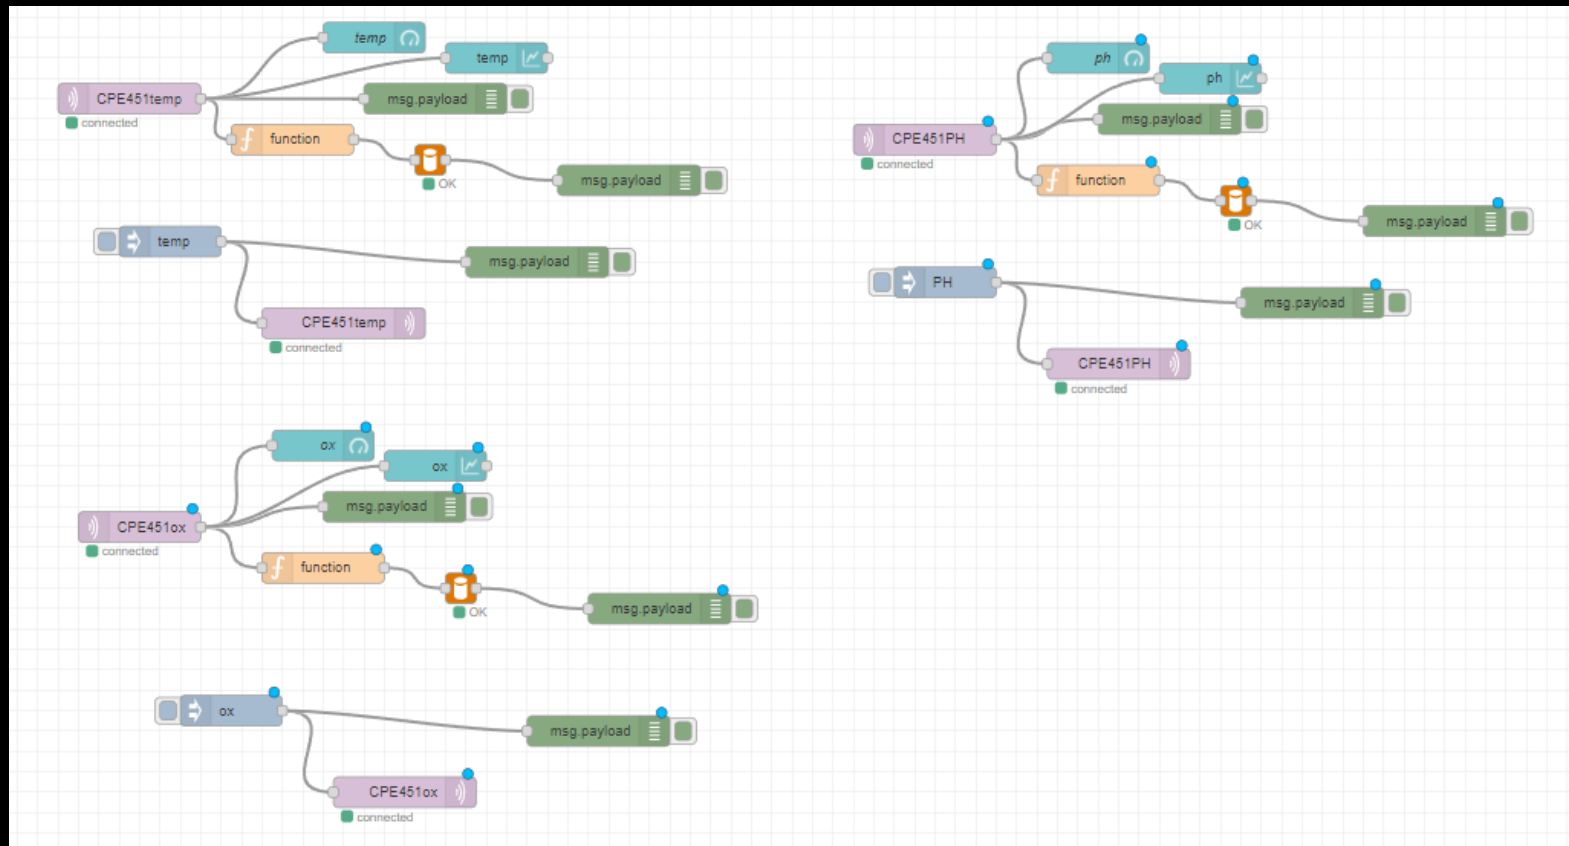 temp
temp
CPE451temp
connected
msg.payload
function
OK
msg.payload
temp
msg.payload
CPE451temp
connected
ph
ph
msg.payload
CPE451PH
connected
function
OK
msg.payload
PH
msg.payload
CPE451PH
connected
ox
ox
msg.payload
CPE451ox
connected
function
OK
msg.payload
ox
msg.payload
CPE451ox
connected